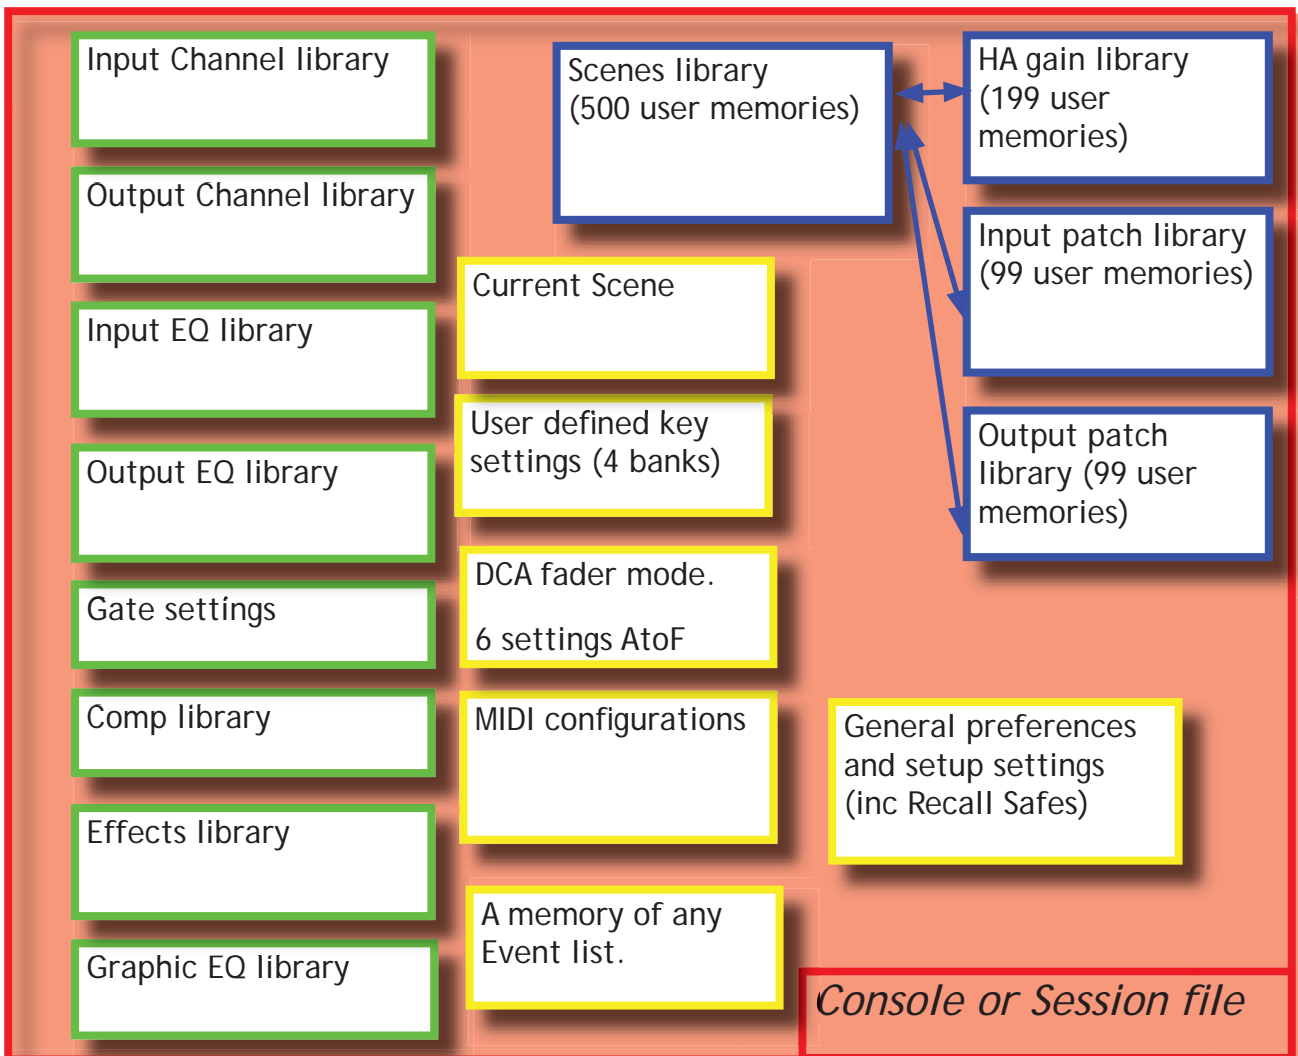 Input Channel library
Output Channel library
Input EQ library
Output EQ library
Gate settings
Comp library
Effects library
Graphic EQ library
Scenes library
(500 user memories)
Current Scene
User defined key
settings (4 banks)
DCA fader mode.
6 settings AtoF
MIDI configurations
A memory of any
Event list.
HA gain library
(199 user
memories)
Input patch library
(99 user memories)
Output patch
library (99 user
memories)
General preferences
and setup settings
(inc Recall Safes)
Console or Session file